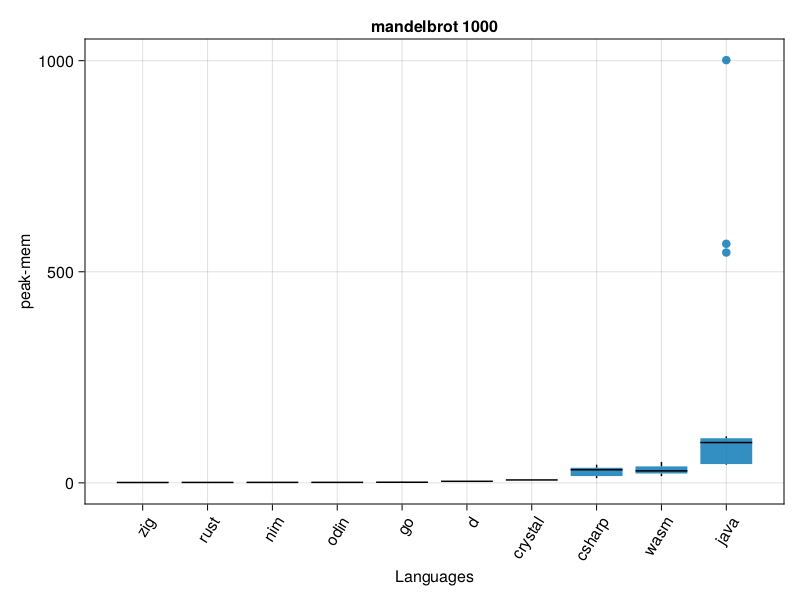 mandelbrot 1000
1000
500
0
peak-mem
zig
rust
nim
odin
go
d
crystal
csharp
wasm
java
Languages